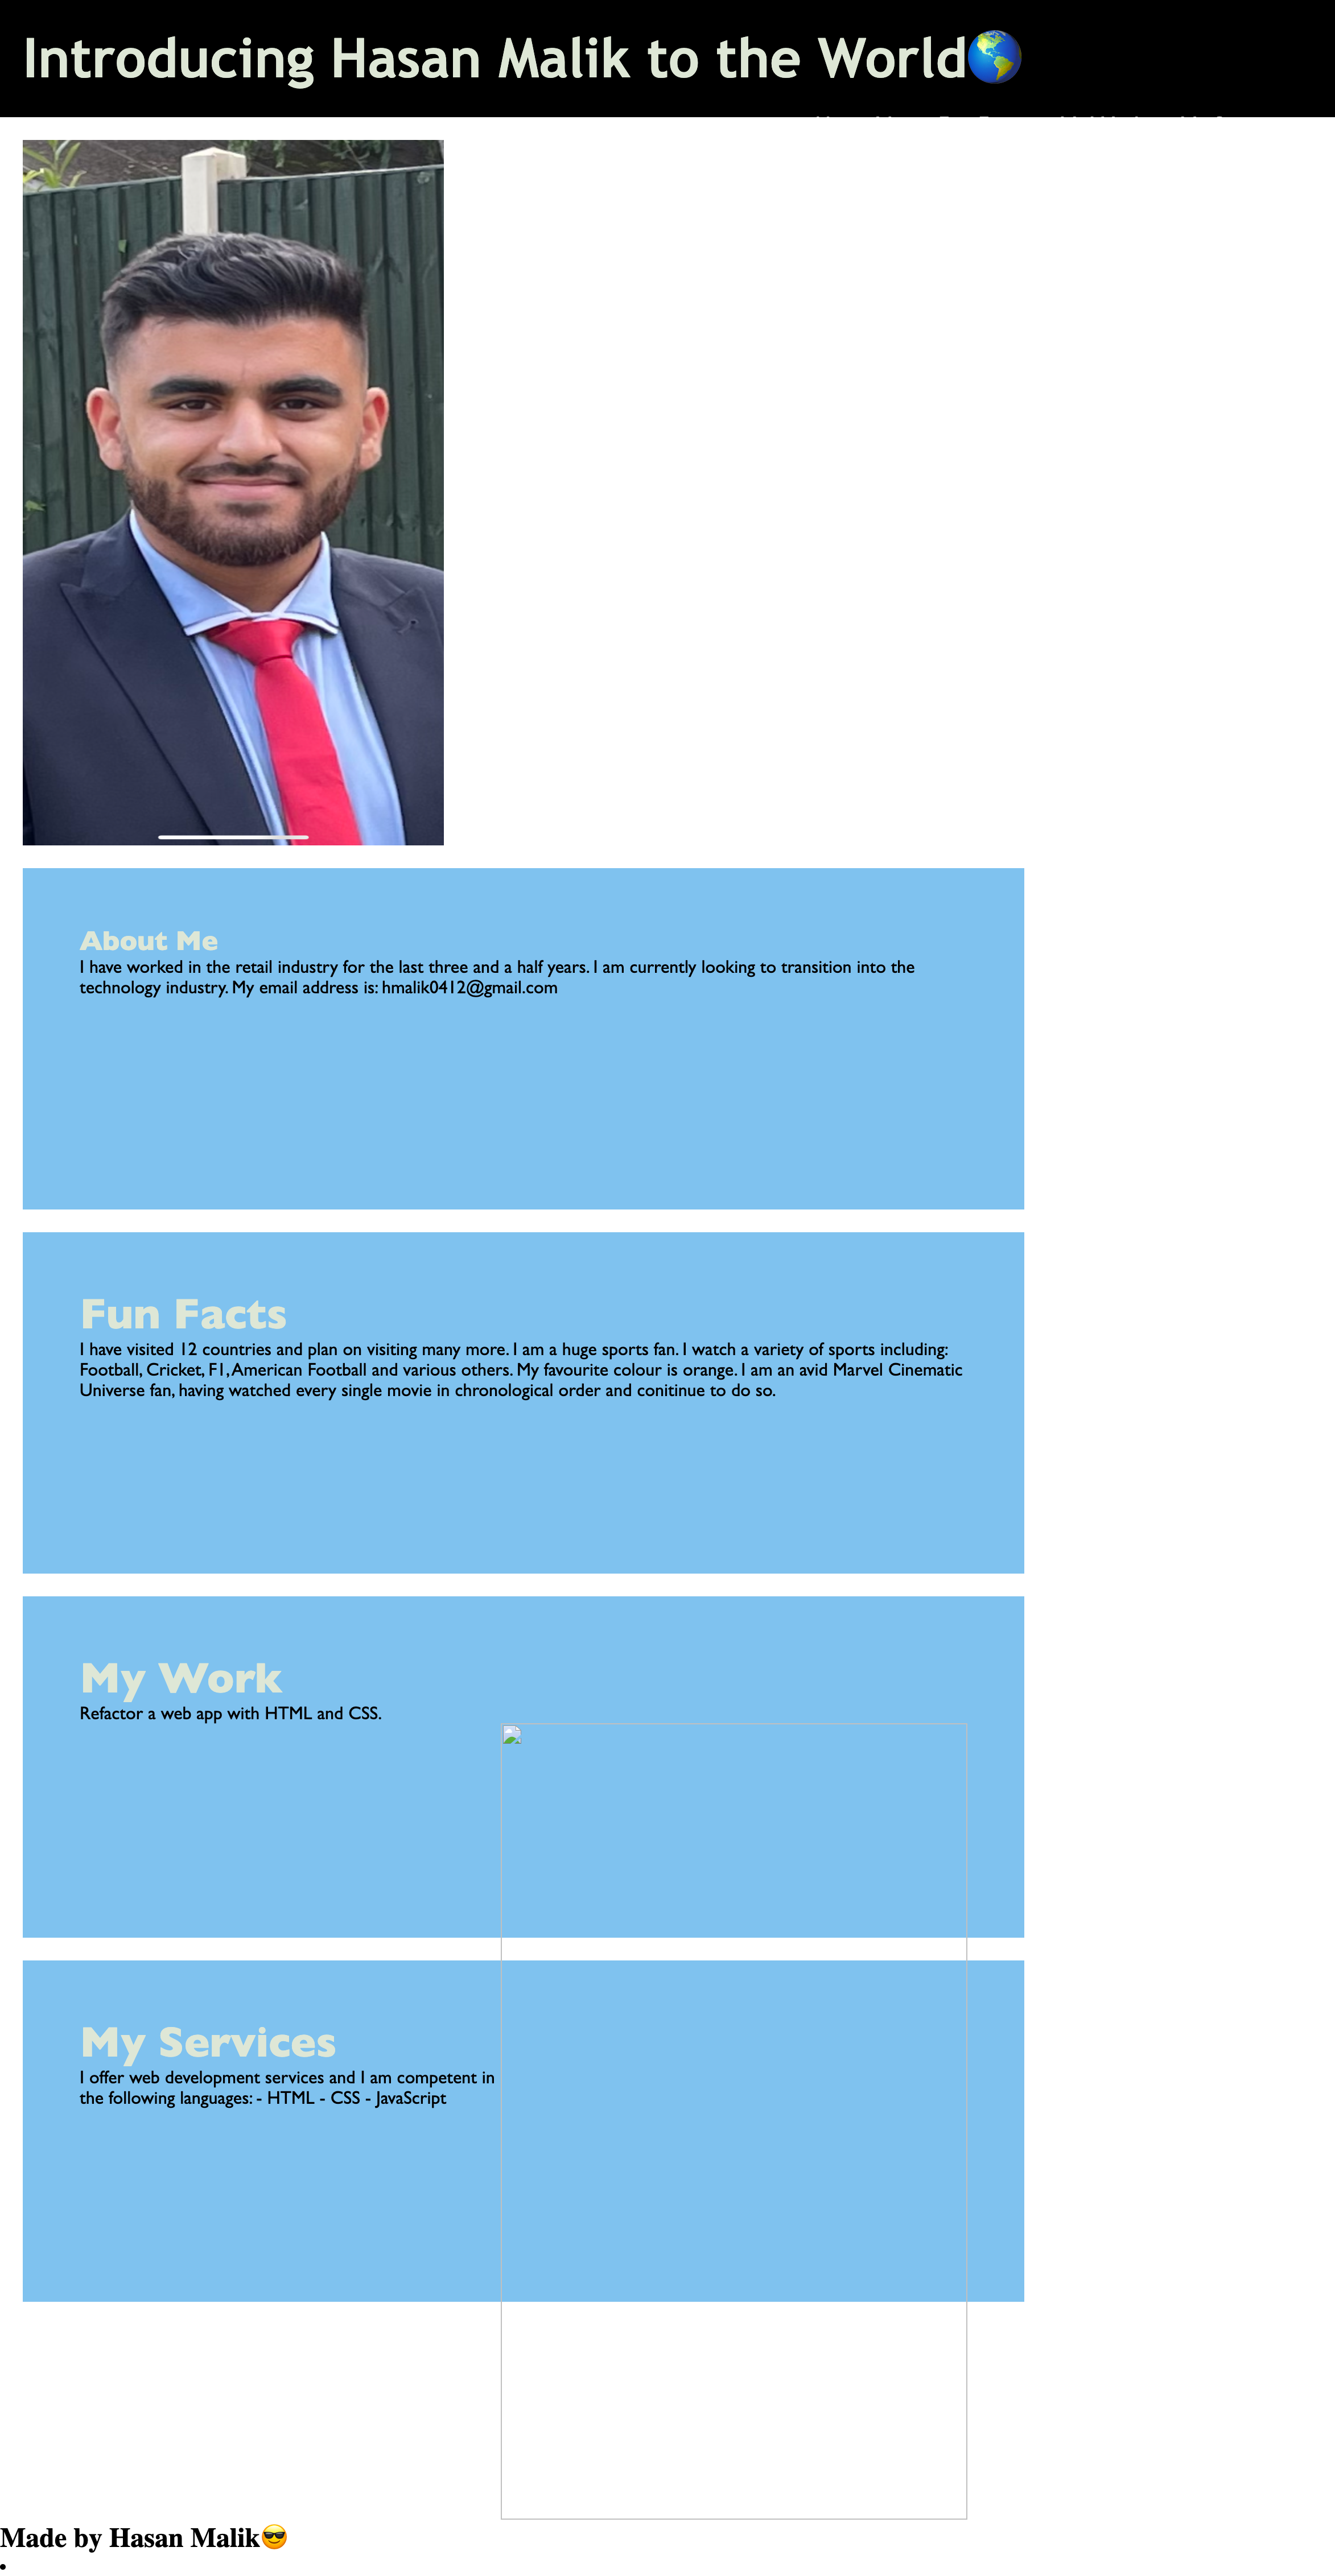 Introducing Hasan Malik to the World🌎
About Me
I have worked in the retail industry for the last three and a half years. I am currently looking to transition into the
technology industry. My email address is: hmalik0412@gmail.com
Fun Facts
I have visited 12 countries and plan on visiting many more. I am a huge sports fan. I watch a variety of sports including:
Football, Cricket, F1, American Football and various others. My favourite colour is orange. I am an avid Marvel Cinematic
Universe fan, having watched every single movie in chronological order and conitinue to do so.
My Work
Refactor a web app with HTML and CSS.
My Services
I offer web development services and I am competent in
the following languages: - HTML - CSS - JavaScript
Made by Hasan Malik😎